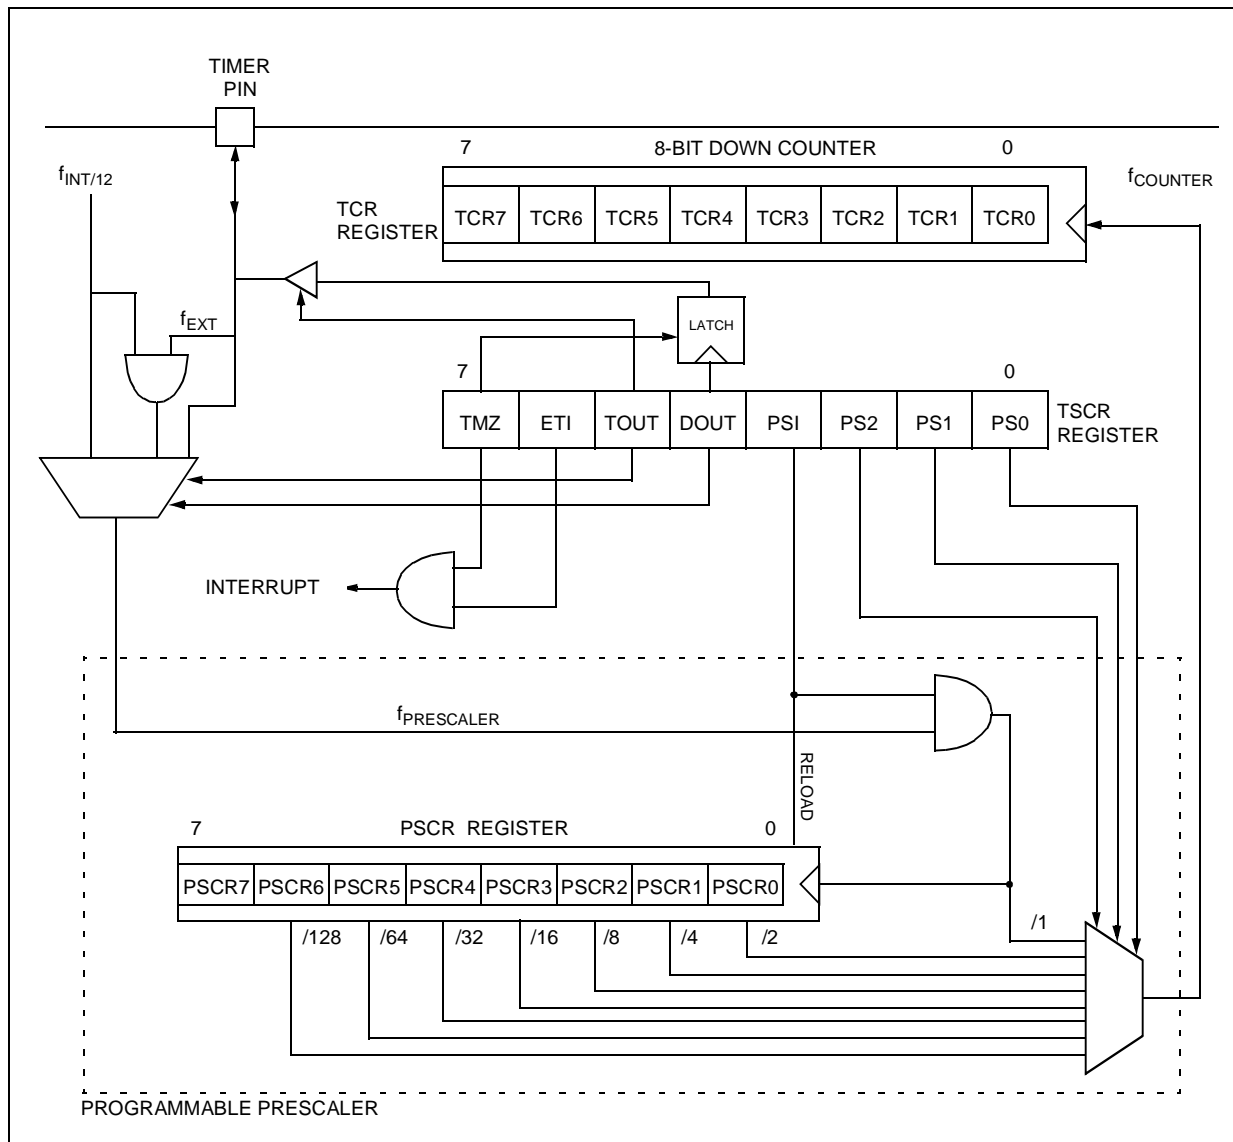 TIMER
PIN
7 8-BIT DOWN COUNTER 0
fINT/12
fCOUNTER
TCR
REGISTER
TCR7 TCR6 TCR5 TCR4 TCR3 TCR2 TCR1 TCR0
fEXT
LATCH
7 0
TMZ ETI TOUT DOUT PSI PS2 PS1 PS0
TSCR
REGISTER
INTERRUPT
fPRESCALER
RELOAD
7 PSCR REGISTER 0
PSCR7 PSCR6 PSCR5 PSCR4 PSCR3 PSCR2 PSCR1 PSCR0
/128 /64 /32 /16 /8 /4 /2 /1
PROGRAMMABLE PRESCALER